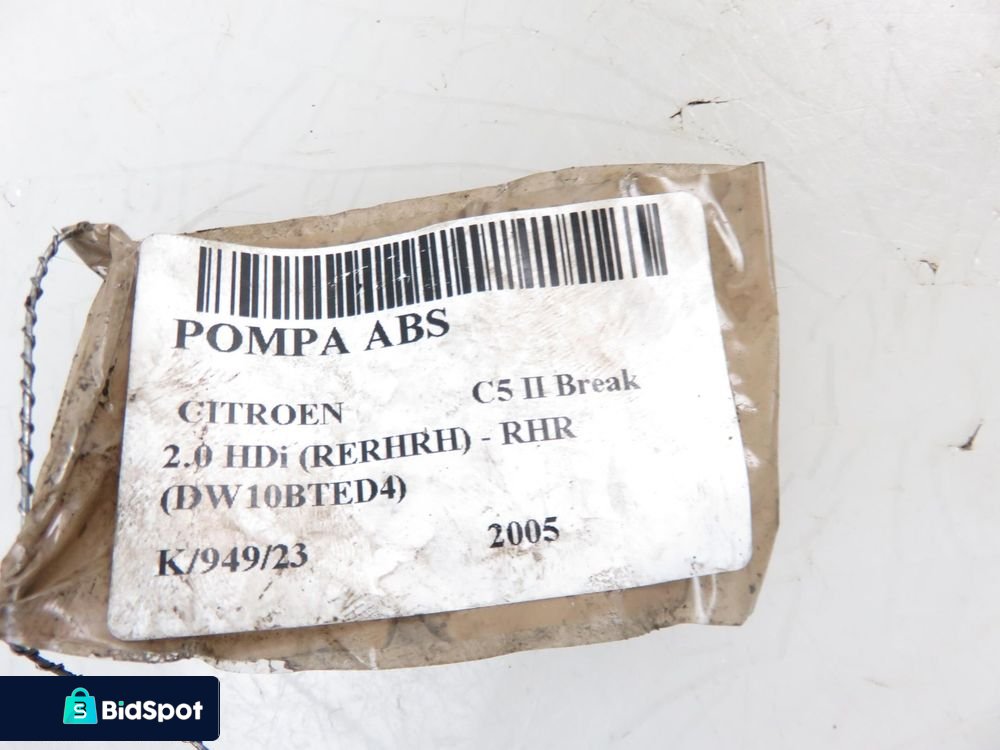 POMPA ABS
CITROEN C5 II Break
2.0 HDi (RERHRH) - RHR
(DW10BTED4)
K/949/23 2005
S BidSpot